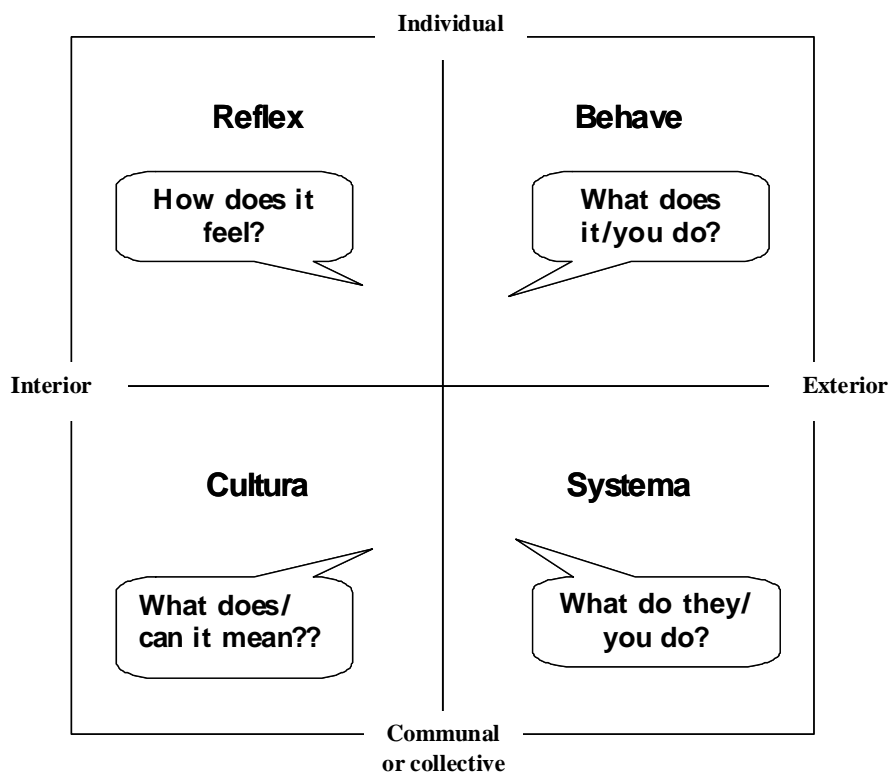 Individual
Reflex
Behave
How does it
feel?
What does
it/you do?
Interior
Exterior
Cultura
Systema
What does/
can it mean??
What do they/
you do?
Communal
or collective